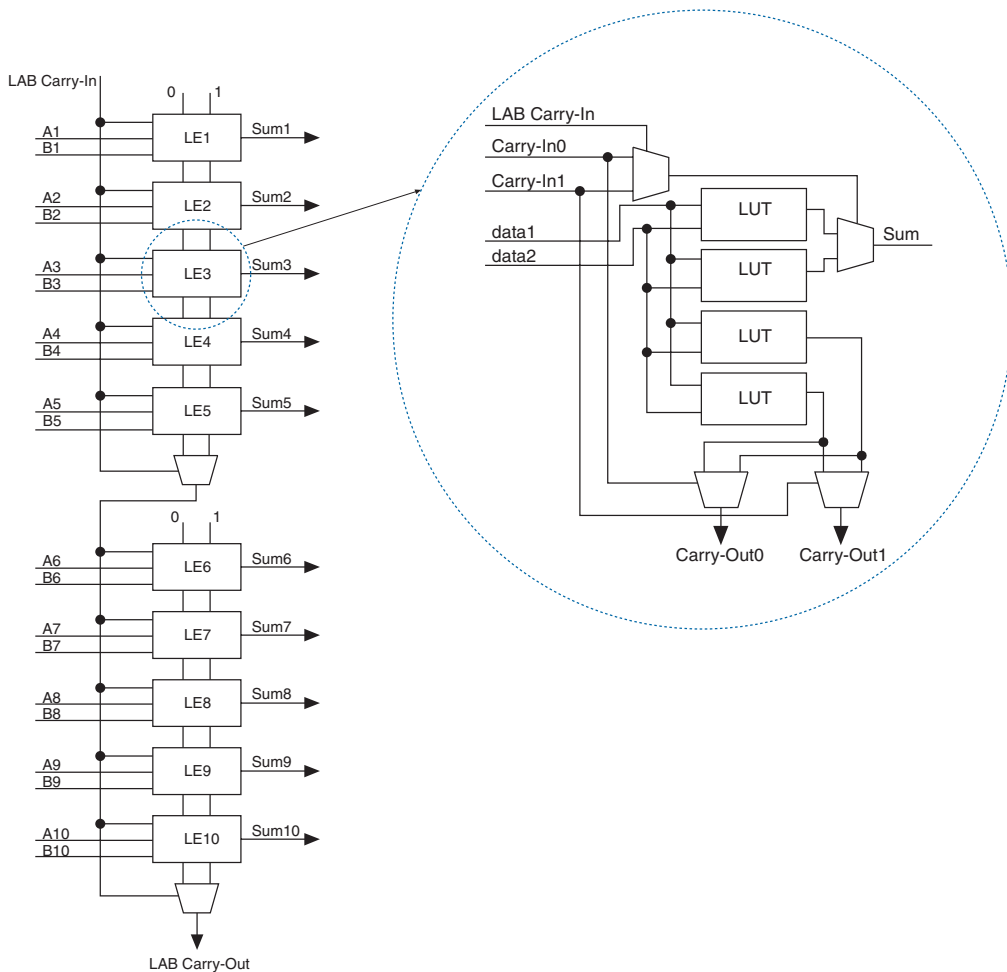 LAB Carry-In
0 1
A1
B1
LE1
Sum1
A2
B2
LE2
Sum2
A3
B3
LE3
Sum3
A4
B4
LE4
Sum4
A5
B5
LE5
Sum5
0 1
A6
B6
LE6
Sum6
A7
B7
LE7
Sum7
A8
B8
LE8
Sum8
A9
B9
LE9
Sum9
A10
B10
LE10
Sum10
LAB Carry-Out
LAB Carry-In
Carry-In0
Carry-In1
data1
data2
LUT
LUT
LUT
LUT
Sum
Carry-Out0
Carry-Out1